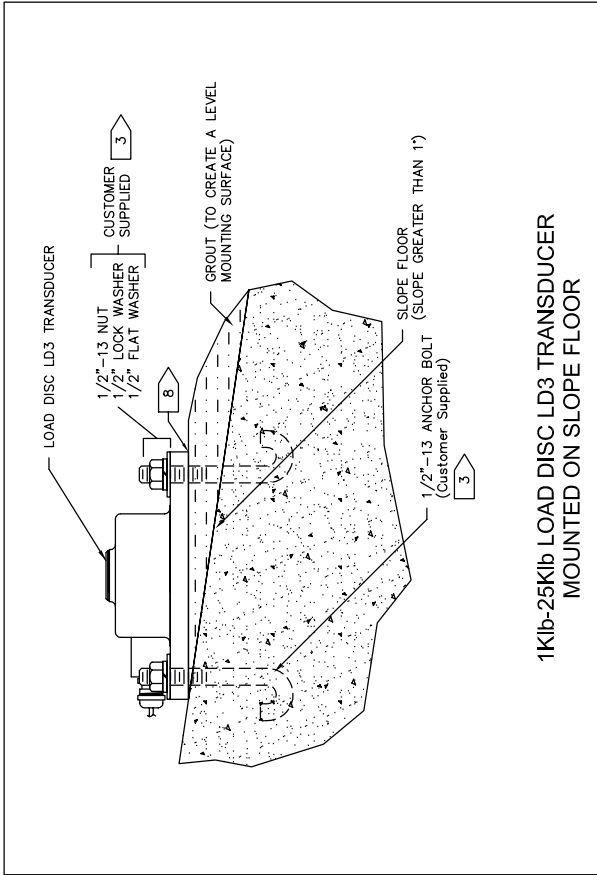 LOAD DISC LD3 TRANSDUCER
1/2"-13 NUT
1/2" LOCK WASHER
1/2" FLAT WASHER
CUSTOMER
SUPPLIED
3
8
GROUT (TO CREATE A LEVEL
MOUNTING SURFACE)
SLOPE FLOOR
(SLOPE GREATER THAN 1°)
1/2"-13 ANCHOR BOLT
(Customer Supplied)
3
1Klb-25Klb LOAD DISC LD3 TRANSDUCER
MOUNTED ON SLOPE FLOOR